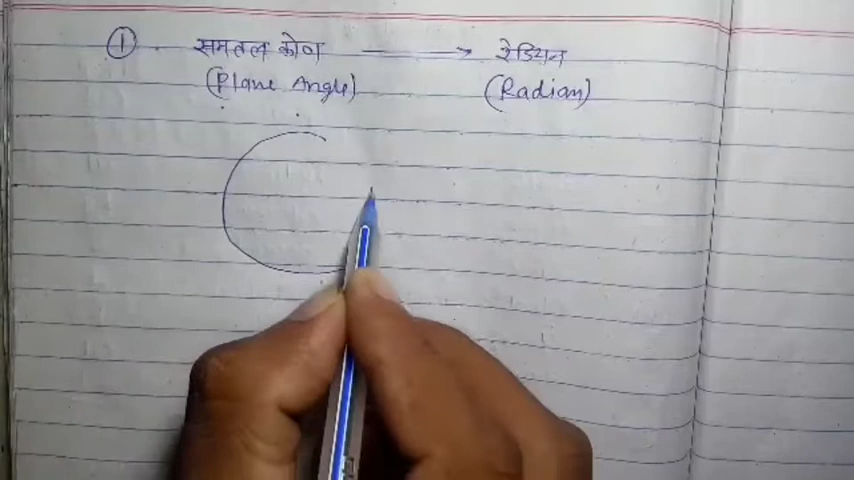 ① समतल कोण → रेडियन
(Plane Angle) (Radian)